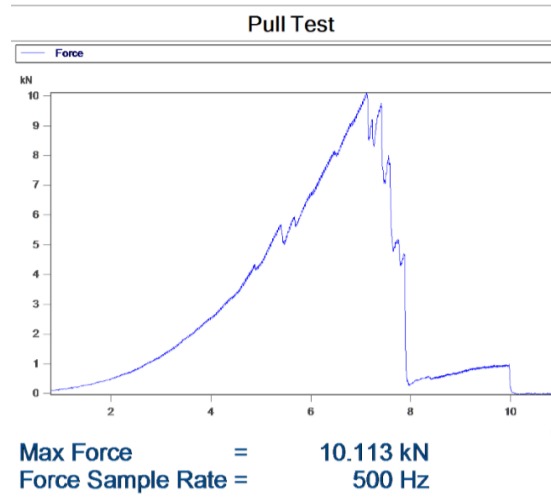 Pull Test
Force
kN
10
9
8
7
6
5
4
3
2
1
0
2 4 6 8 10
Max Force = 10.113 kN
Force Sample Rate = 500 Hz